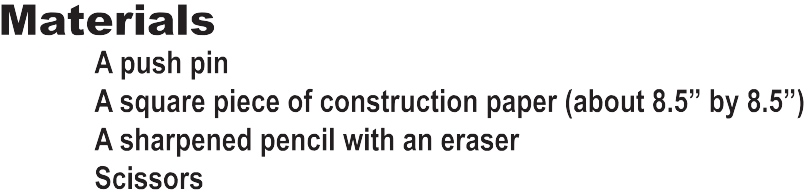 Materials
A push pin
A square piece of construction paper (about 8.5” by 8.5”)
A sharpened pencil with an eraser
Scissors